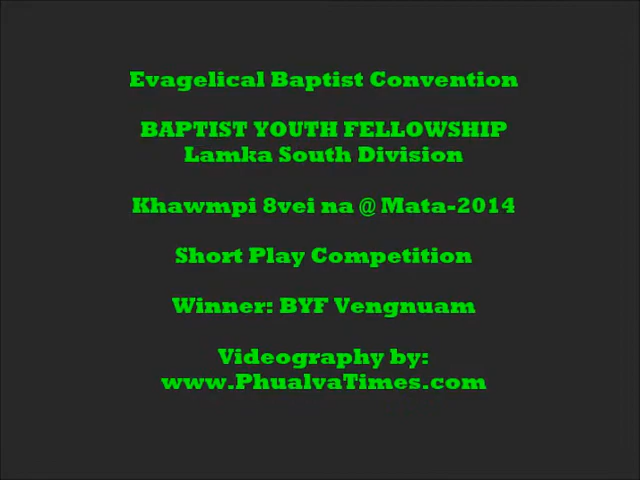 Evagelical Baptist Convention
BAPTIST YOUTH FELLOWSHIP
Lamka South Division
Khawmpi 8vei na @ Mata-2014
Short Play Competition
Winner: BYF Vengnuam
Videography by:
www.PhualvaTimes.com